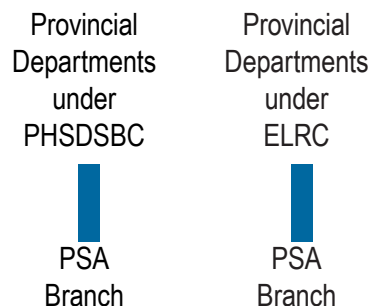 Provincial
Departments
under
PHSDSBC
PSA
Branch
Provincial
Departments
under
ELRC
PSA
Branch